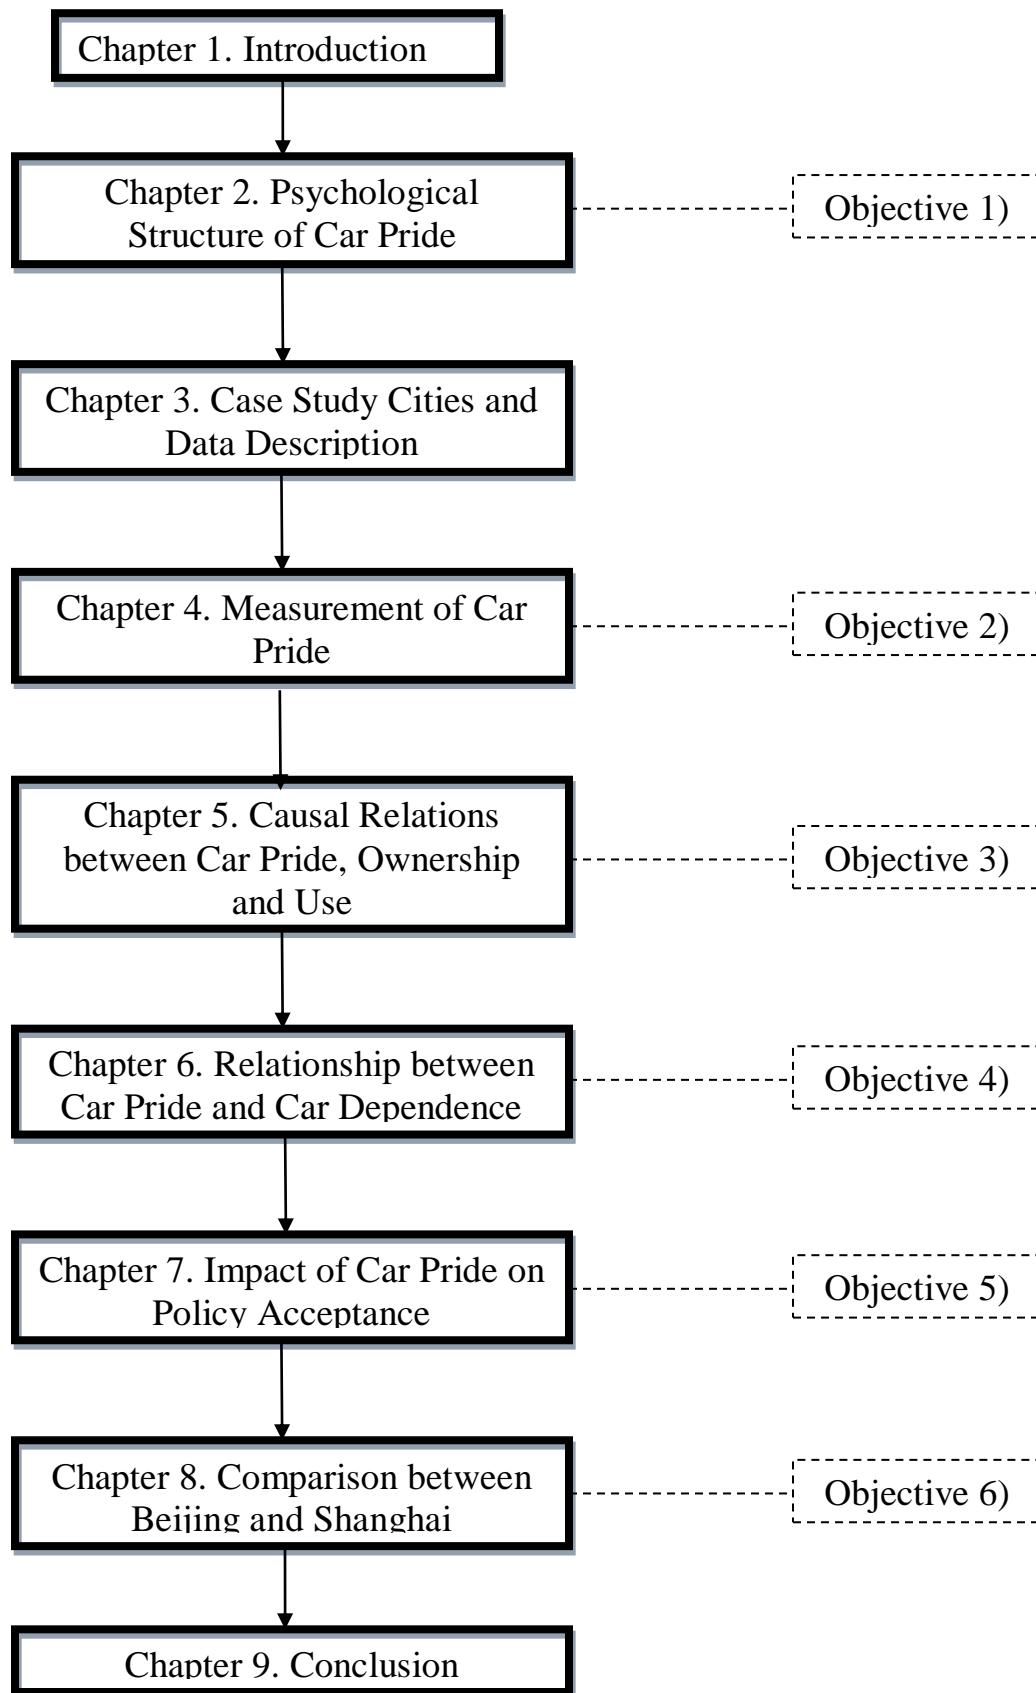 Chapter 1. Introduction
Chapter 2. Psychological
Structure of Car Pride
Objective 1)
Chapter 3. Case Study Cities and
Data Description
Chapter 4. Measurement of Car
Pride
Objective 2)
Chapter 5. Causal Relations
between Car Pride, Ownership
and Use
Objective 3)
Chapter 6. Relationship between
Car Pride and Car Dependence
Objective 4)
Chapter 7. Impact of Car Pride on
Policy Acceptance
Objective 5)
Chapter 8. Comparison between
Beijing and Shanghai
Objective 6)
Chapter 9. Conclusion